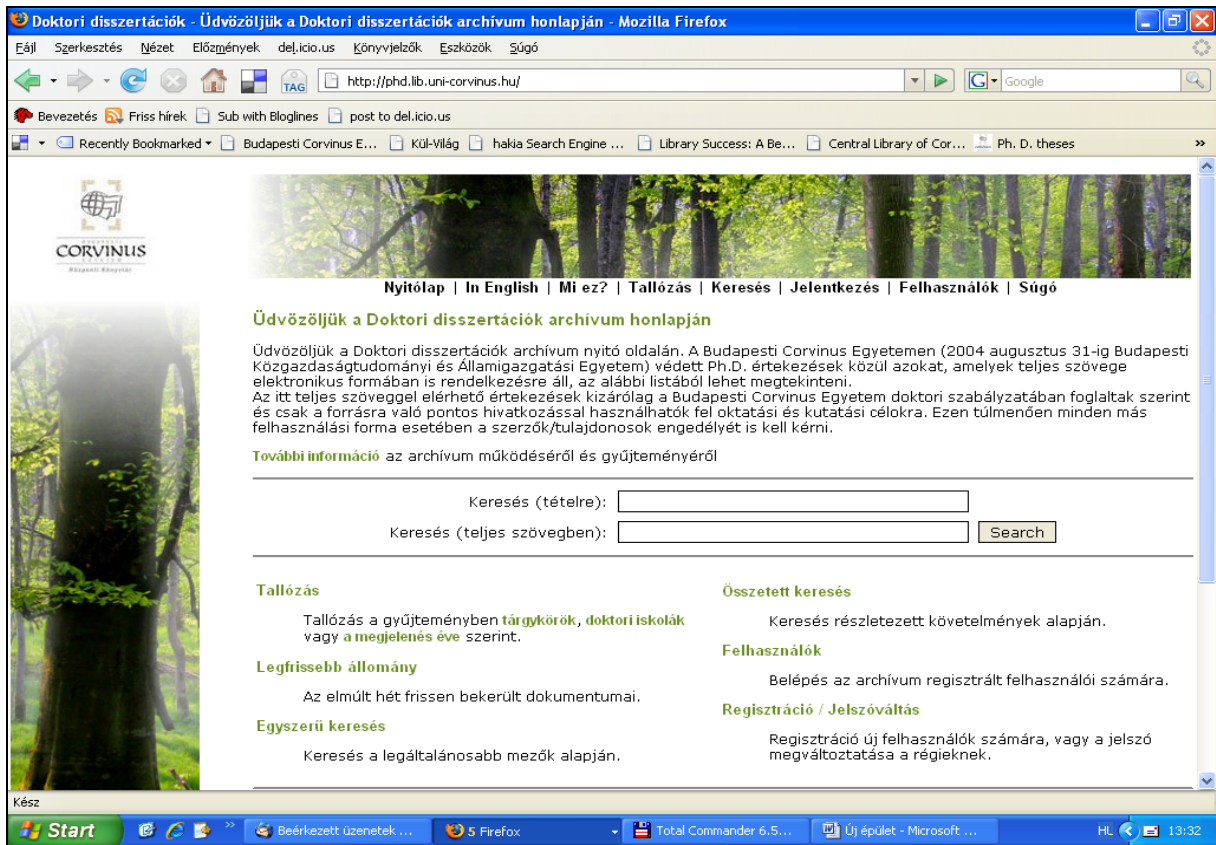 Doktori disszertációk - Üdvözöljük a Doktori disszertációk archívum honlapján - Mozilla Firefox
Fájl Szerkesztés Nézet Előzmények del.icio.us Könyvjelzők Eszközök Súgó
TAG http://phd.lib.uni-corvinus.hu/ G Google
Bevezetés Friss hírek Sub with Bloglines post to del.icio.us
Recently Bookmarked Budapesti Corvinus E... Kül-Világ hakia Search Engine ... Library Success: A Be... Central Library of Cor... Ph. D. theses »
BUDAPESTI
CORVINUS
EGYETEM
Központi Könyvtár
Nyitólap | In English | Mi ez? | Tallózás | Keresés | Jelentkezés | Felhasználók | Súgó
Üdvözöljük a Doktori disszertációk archívum honlapján
Üdvözöljük a Doktori disszertációk archívum nyitó oldalán. A Budapesti Corvinus Egyetemen (2004 augusztus 31-ig Budapesti
Közgazdaságtudományi és Államigazgatási Egyetem) védett Ph.D. értekezések közül azokat, amelyek teljes szövege
elektronikus formában is rendelkezésre áll, az alábbi listából lehet megtekinteni.
Az itt teljes szöveggel elérhető értekezések kizárólag a Budapesti Corvinus Egyetem doktori szabályzatában foglaltak szerint
és csak a forrásra való pontos hivatkozással használhatók fel oktatási és kutatási célokra. Ezen túlmenően minden más
felhasználási forma esetében a szerzők/tulajdonosok engedélyét is kell kérni.
További információ az archívum működéséről és gyűjteményéről
Keresés (tételre):
Keresés (teljes szövegben): Search
Tallózás
Tallózás a gyűjteményben tárgykörök, doktori iskolák
vagy a megjelenés éve szerint.
Legfrissebb állomány
Az elmúlt hét frissen bekerült dokumentumai.
Egyszerű keresés
Keresés a legáltalánosabb mezők alapján.
Összetett keresés
Keresés részletezett követelmények alapján.
Felhasználók
Belépés az archívum regisztrált felhasználói számára.
Regisztráció / Jelszóváltás
Regisztráció új felhasználók számára, vagy a jelszó
megváltoztatása a régieknek.
Kész
Start » Beérkezett üzenetek ... 5 Firefox Total Commander 6.5... Új épület - Microsoft ... HL 13:32